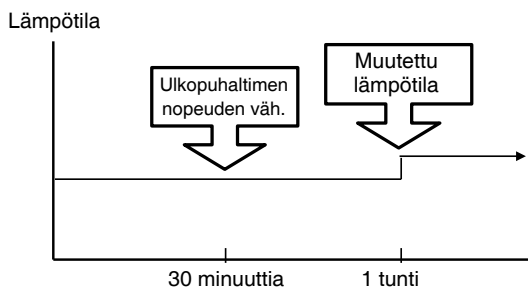 Lämpötila
Ulkopuhaltimen
nopeuden väh.
Muutettu
lämpötila
30 minuuttia
1 tunti